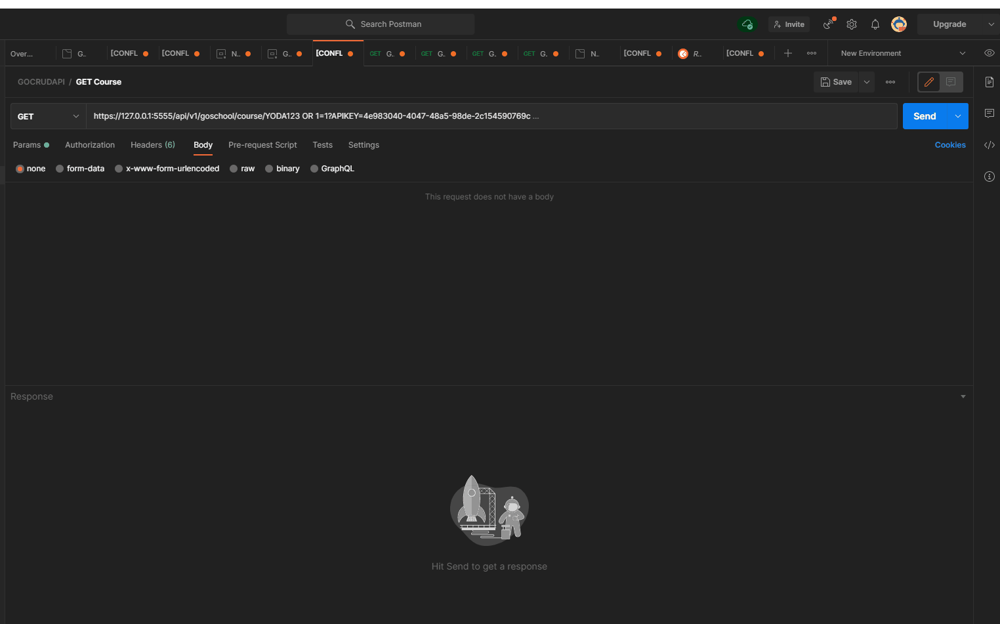 Search Postman
Invite
Upgrade
Over...
G..
[CONFL
[CONFL
N..
G..
[CONFL
GET G..
GET G.
GET G.
GET G.
N..
[CONFL
R..
[CONFL
New Environment
GOCRUDAPI / GET Course
Save
GET
https://127.0.0.1:5555/api/v1/goschool/course/YODA123 OR 1=1?APIKEY=4e983040-4047-48a5-98de-2c154590769c ...
Send
Params
Authorization
Headers (6)
Body
Pre-request Script
Tests
Settings
Cookies
none
form-data
x-www-form-urlencoded
raw
binary
GraphQL
This request does not have a body
Response
Hit Send to get a response